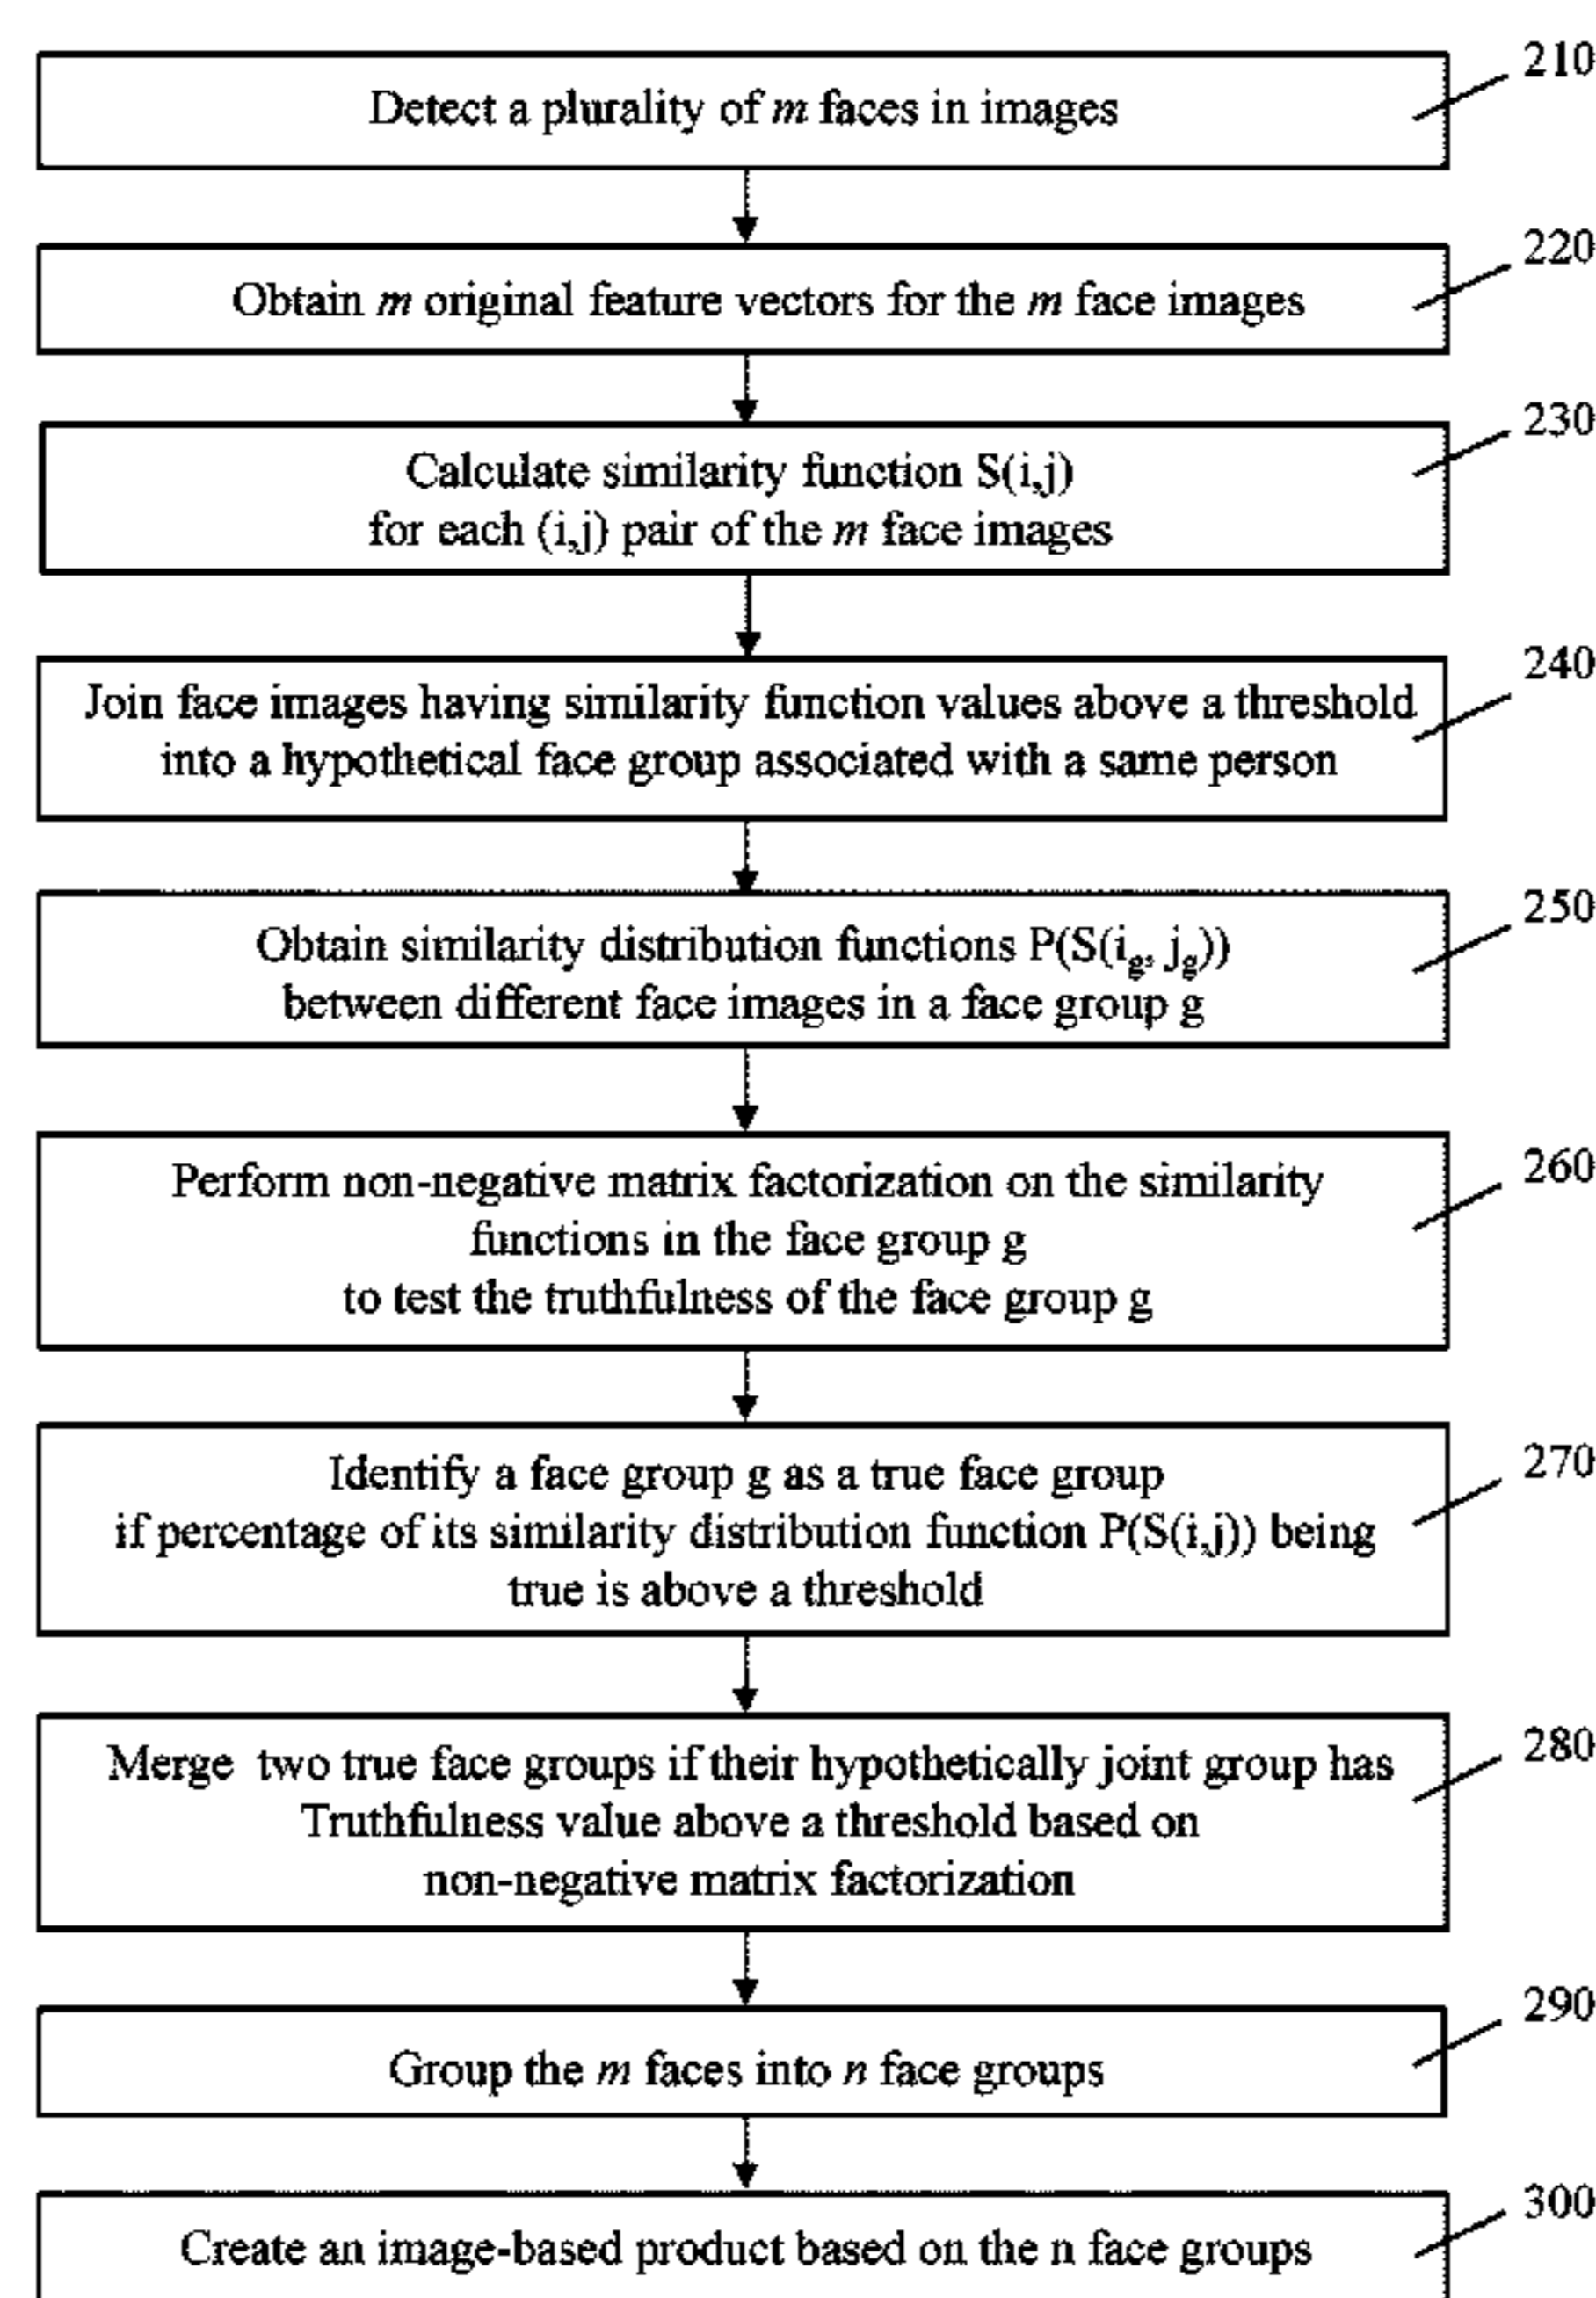 210
Detect a plurality of m faces in images
220
Obtain m original feature vectors for the m face images
230
Calculate similarity function S(i,j)
for each (i,j) pair of the m face images
240
Join face images having similarity function values above a threshold
into a hypothetical face group associated with a same person
250
Obtain similarity distribution functions P(S(ig, jg))
between different face images in a face group g
260
Perform non-negative matrix factorization on the similarity
functions in the face group g
to test the truthfulness of the face group g
270
Identify a face group g as a true face group
if percentage of its similarity distribution function P(S(i,j)) being
true is above a threshold
280
Merge two true face groups if their hypothetically joint group has
Truthfulness value above a threshold based on
non-negative matrix factorization
290
Group the m faces into n face groups
300
Create an image-based product based on the n face groups